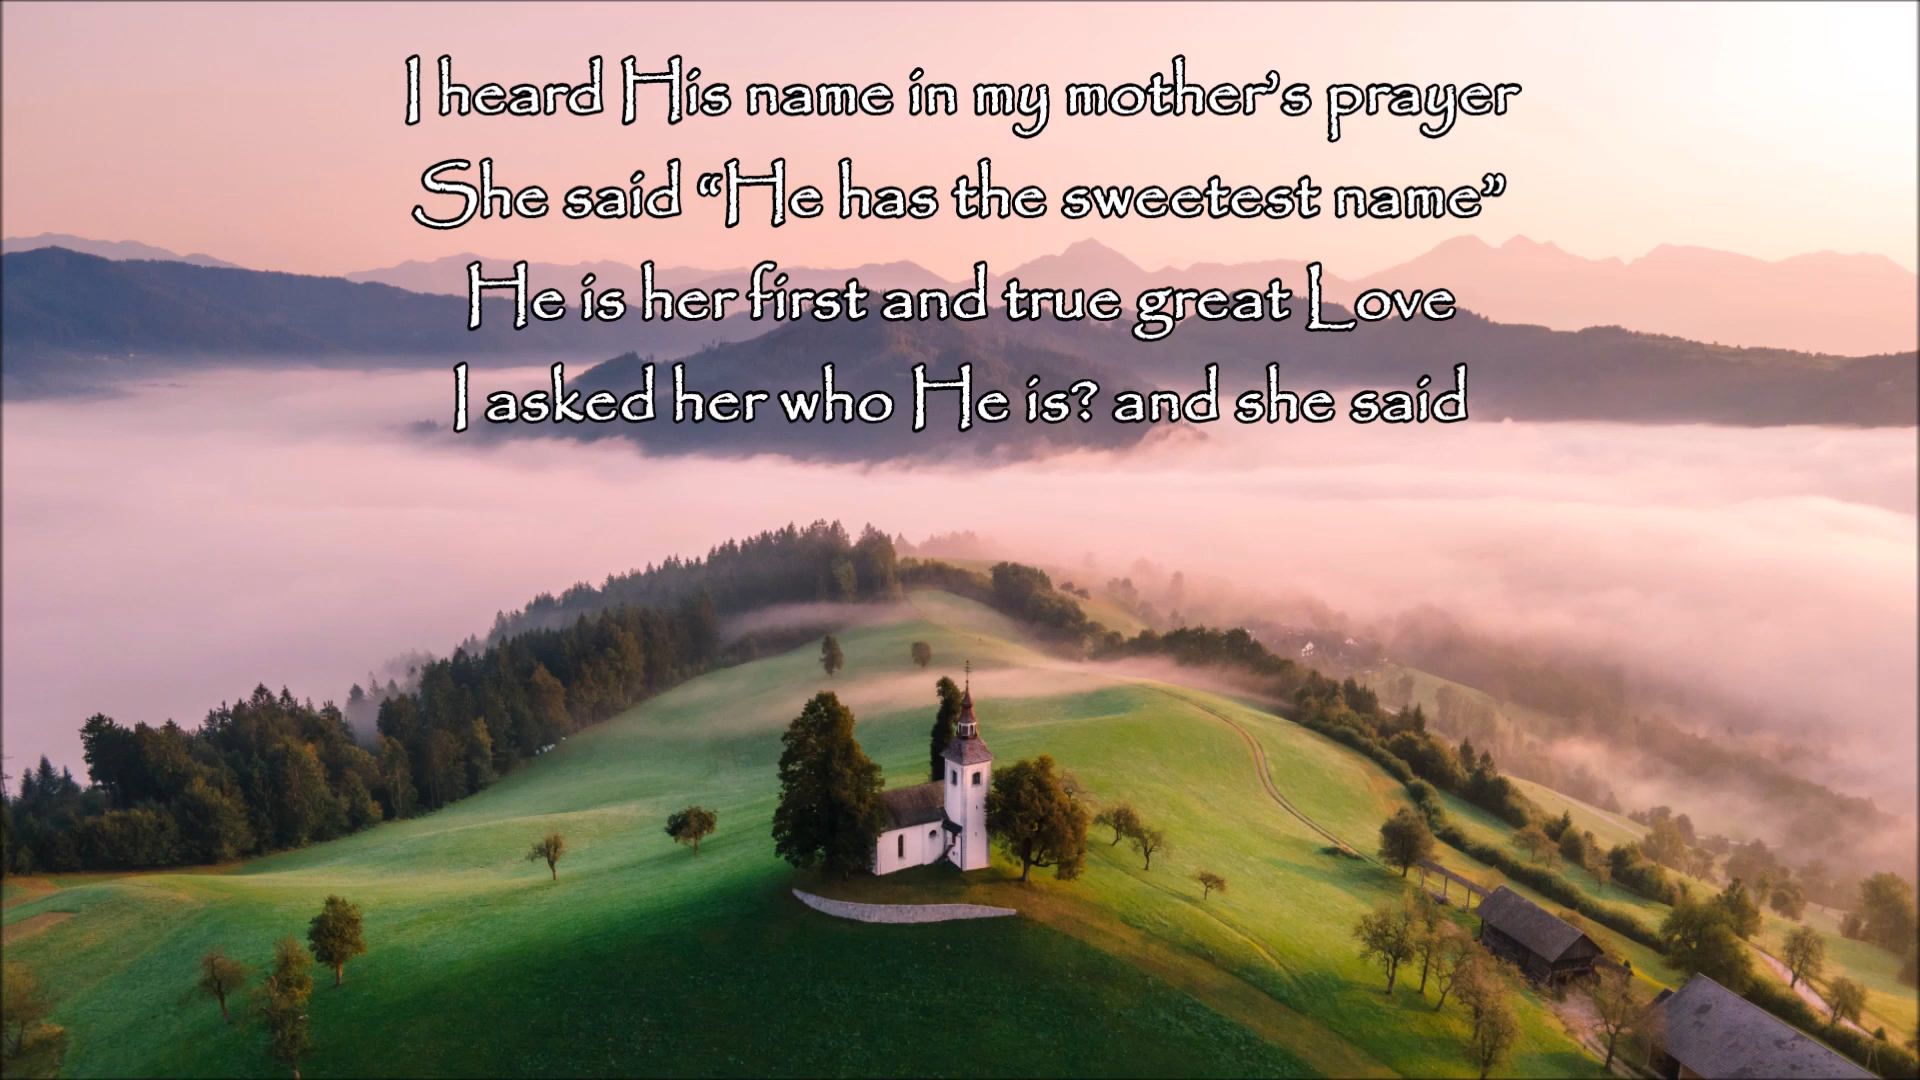 I heard His name in my mother’s prayer
She said “He has the sweetest name”
He is her first and true great Love
I asked her who He is? and she said